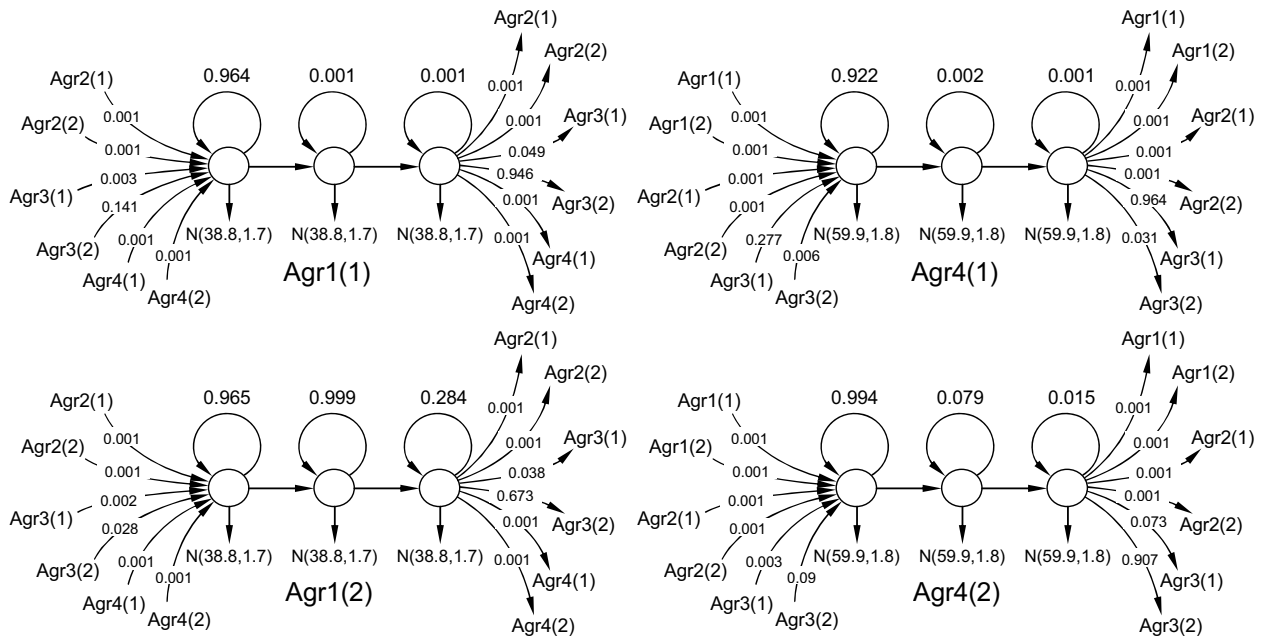 Agr2(1)
Agr2(2)
Agr3(1)
Agr3(2)
Agr4(1)
Agr4(2)
0.001
0.001
0.003
0.141
0.001
0.001
0.964
0.001
0.001
N(38.8,1.7)
N(38.8,1.7)
N(38.8,1.7)
Agr1(1)
0.001
0.001
0.049
0.946
0.001
0.001
Agr2(1)
Agr2(2)
Agr3(1)
Agr3(2)
Agr4(1)
Agr4(2)
Agr1(1)
Agr1(2)
Agr2(1)
Agr2(2)
Agr3(1)
Agr3(2)
0.001
0.001
0.001
0.001
0.277
0.006
0.922
0.002
0.001
N(59.9,1.8)
N(59.9,1.8)
N(59.9,1.8)
Agr4(1)
0.001
0.001
0.001
0.001
0.964
0.031
Agr1(1)
Agr1(2)
Agr2(1)
Agr2(2)
Agr3(1)
Agr3(2)
Agr2(1)
Agr2(2)
Agr3(1)
Agr3(2)
Agr4(1)
Agr4(2)
0.001
0.001
0.002
0.028
0.001
0.001
0.965
0.999
0.284
N(38.8,1.7)
N(38.8,1.7)
N(38.8,1.7)
Agr1(2)
0.001
0.001
0.038
0.673
0.001
0.001
Agr2(1)
Agr2(2)
Agr3(1)
Agr3(2)
Agr4(1)
Agr4(2)
Agr1(1)
Agr1(2)
Agr2(1)
Agr2(2)
Agr3(1)
Agr3(2)
0.001
0.001
0.001
0.001
0.003
0.09
0.994
0.079
0.015
N(59.9,1.8)
N(59.9,1.8)
N(59.9,1.8)
Agr4(2)
0.001
0.001
0.001
0.001
0.073
0.907
Agr1(1)
Agr1(2)
Agr2(1)
Agr2(2)
Agr3(1)
Agr3(2)